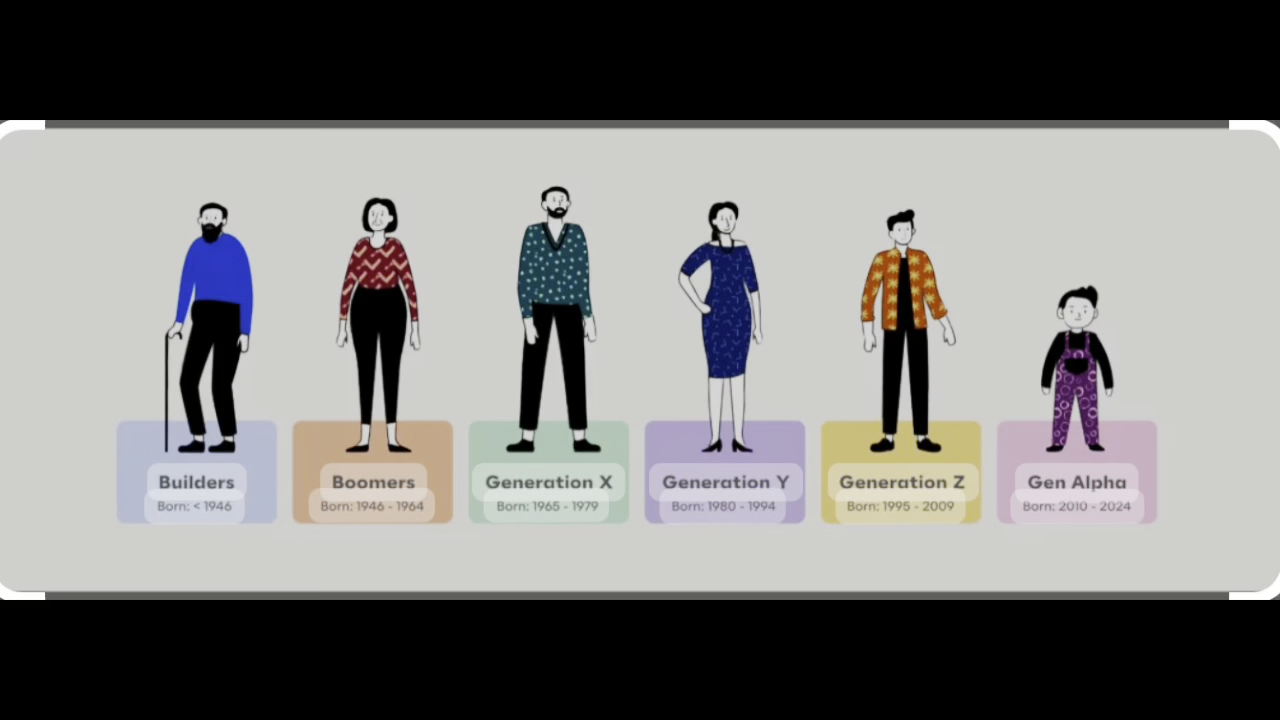 Builders
Born: < 1946
Boomers
Born: 1946 - 1964
Generation X
Born: 1965 - 1979
Generation Y
Born: 1980 - 1994
Generation Z
Born: 1995 - 2009
Gen Alpha
Born: 2010 - 2024